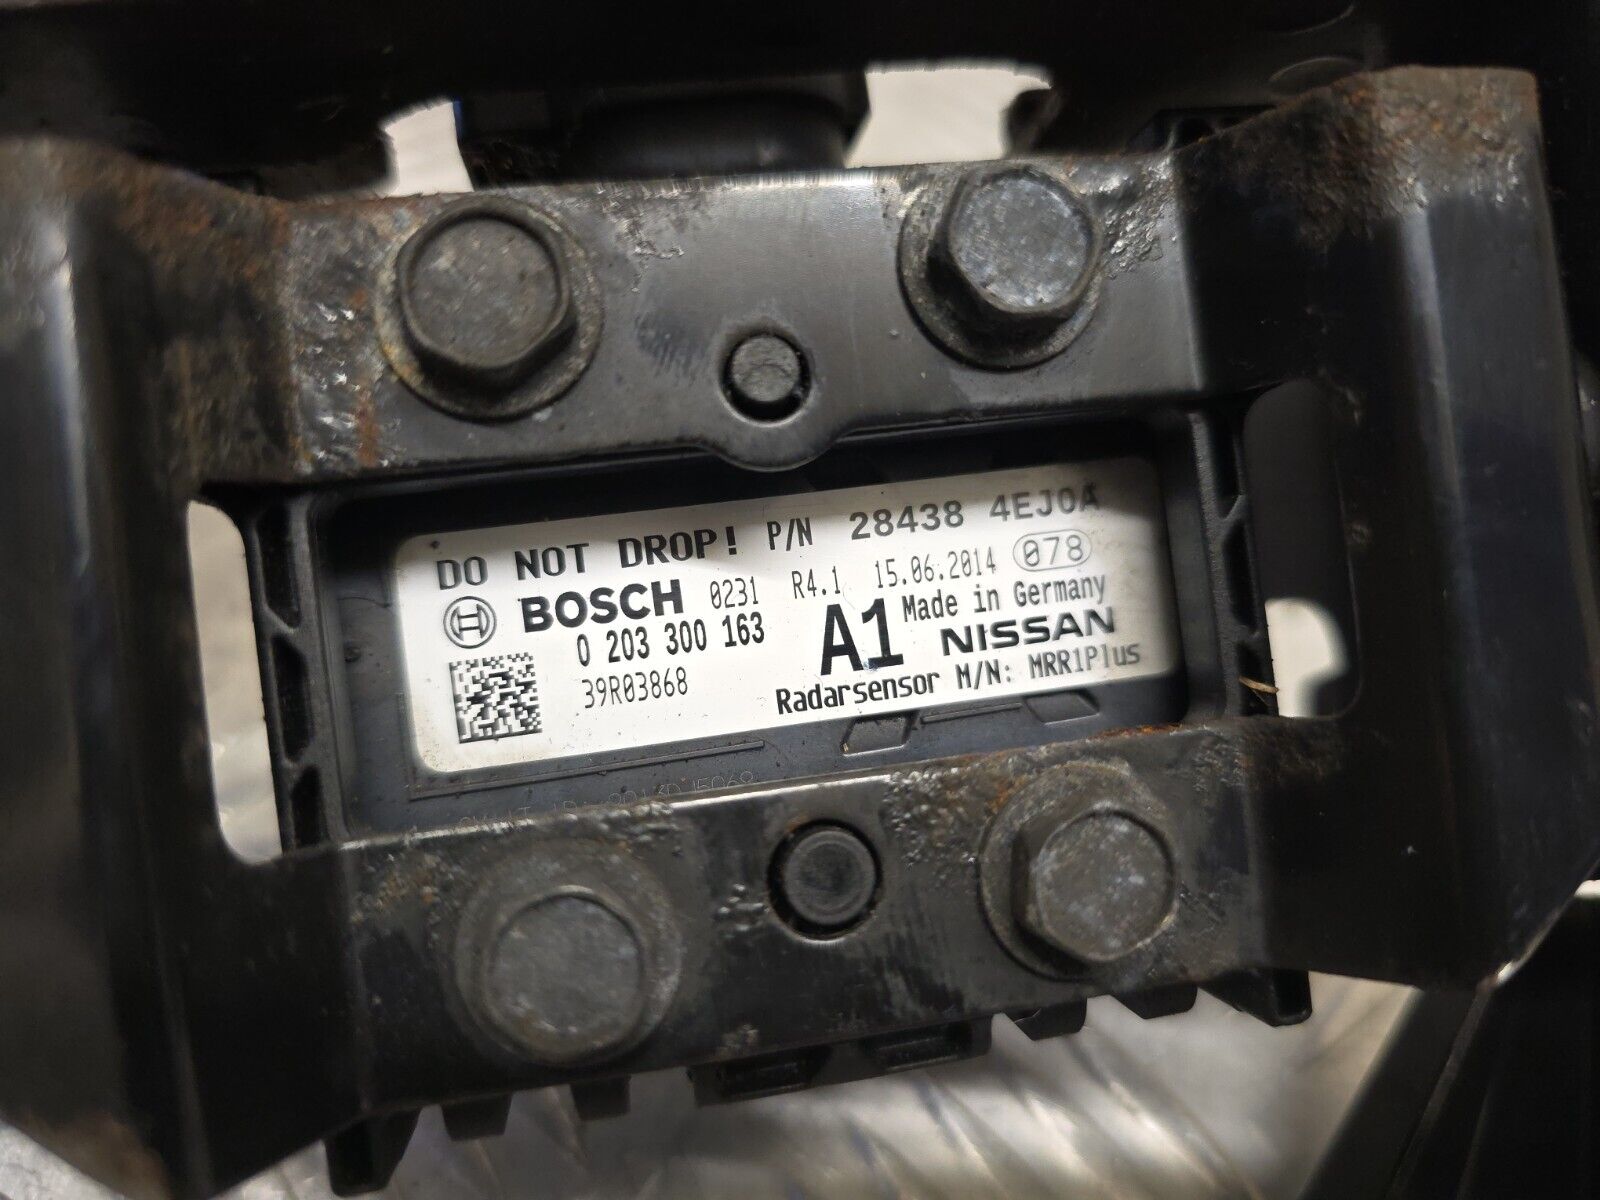 DO NOT DROP! P/N 28438 4EJ0A
BOSCH 0231 R4.1 15.06.2014 078
0 203 300 163 A1 Made in Germany
39R03868 NISSAN
Radarsensor M/N: MRR1Plus